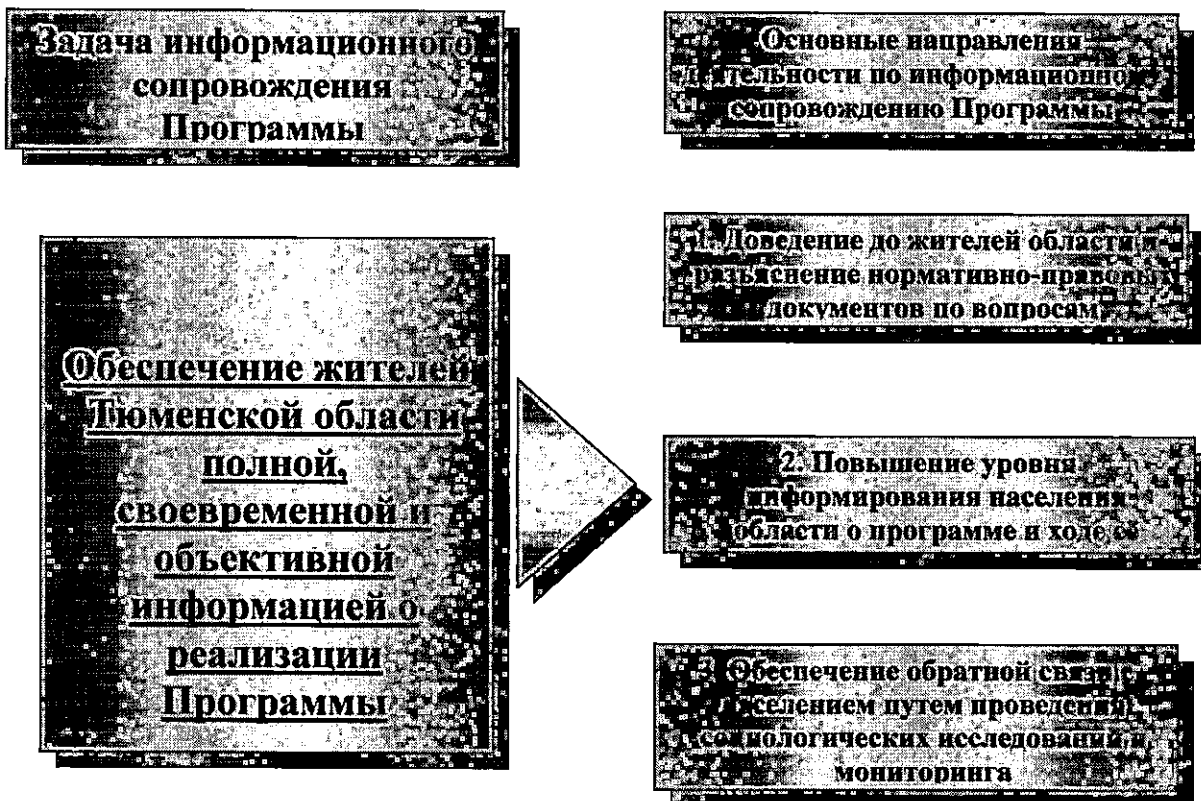 Задача информационного
сопровождения
Программы
Обеспечение жителей
Тюменской области
полной,
своевременной и
объективной
информацией о
реализации
Программы
Основные направления
деятельности по информационному
сопровождению Программы
1. Доведение до жителей области и
разъяснение нормативно-правовых
документов по вопросам
2. Повышение уровня
информирования населения
области о программе и ходе ее
3. Обеспечение обратной связи с
населением путем проведения
социологических исследований и
мониторинга